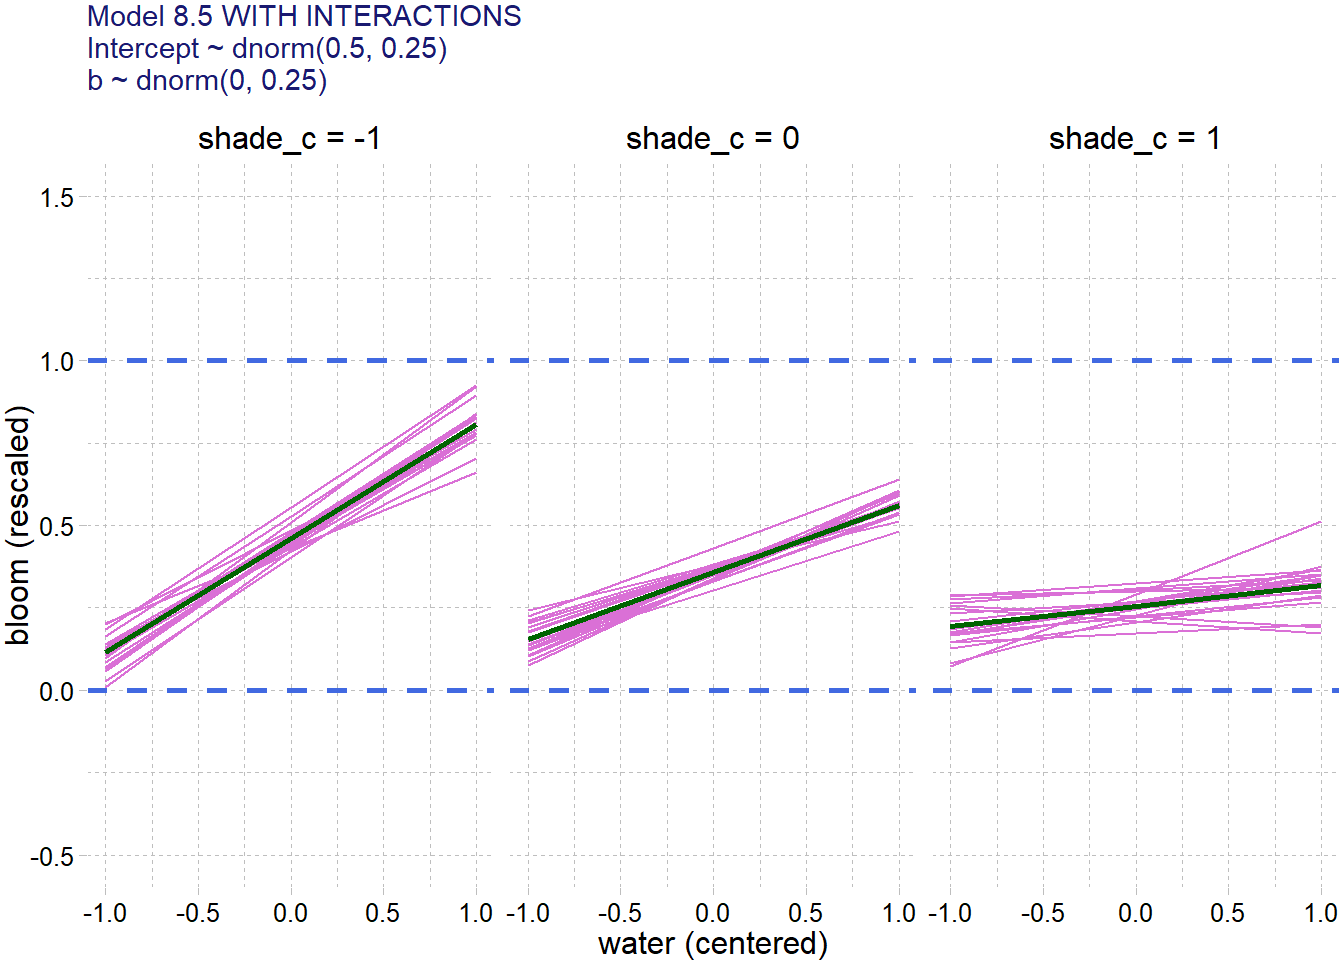 Model 8.5 WITH INTERACTIONS
Intercept ~ dnorm(0.5, 0.25)
b ~ dnorm(0, 0.25)
shade_c = -1 shade_c = 0 shade_c = 1
1.5
1.0
0.5
0.0
-0.5
bloom (rescaled)
-1.0 -0.5 0.0 0.5 1.0 -1.0 -0.5 0.0 0.5 1.0 -1.0 -0.5 0.0 0.5 1.0
water (centered)